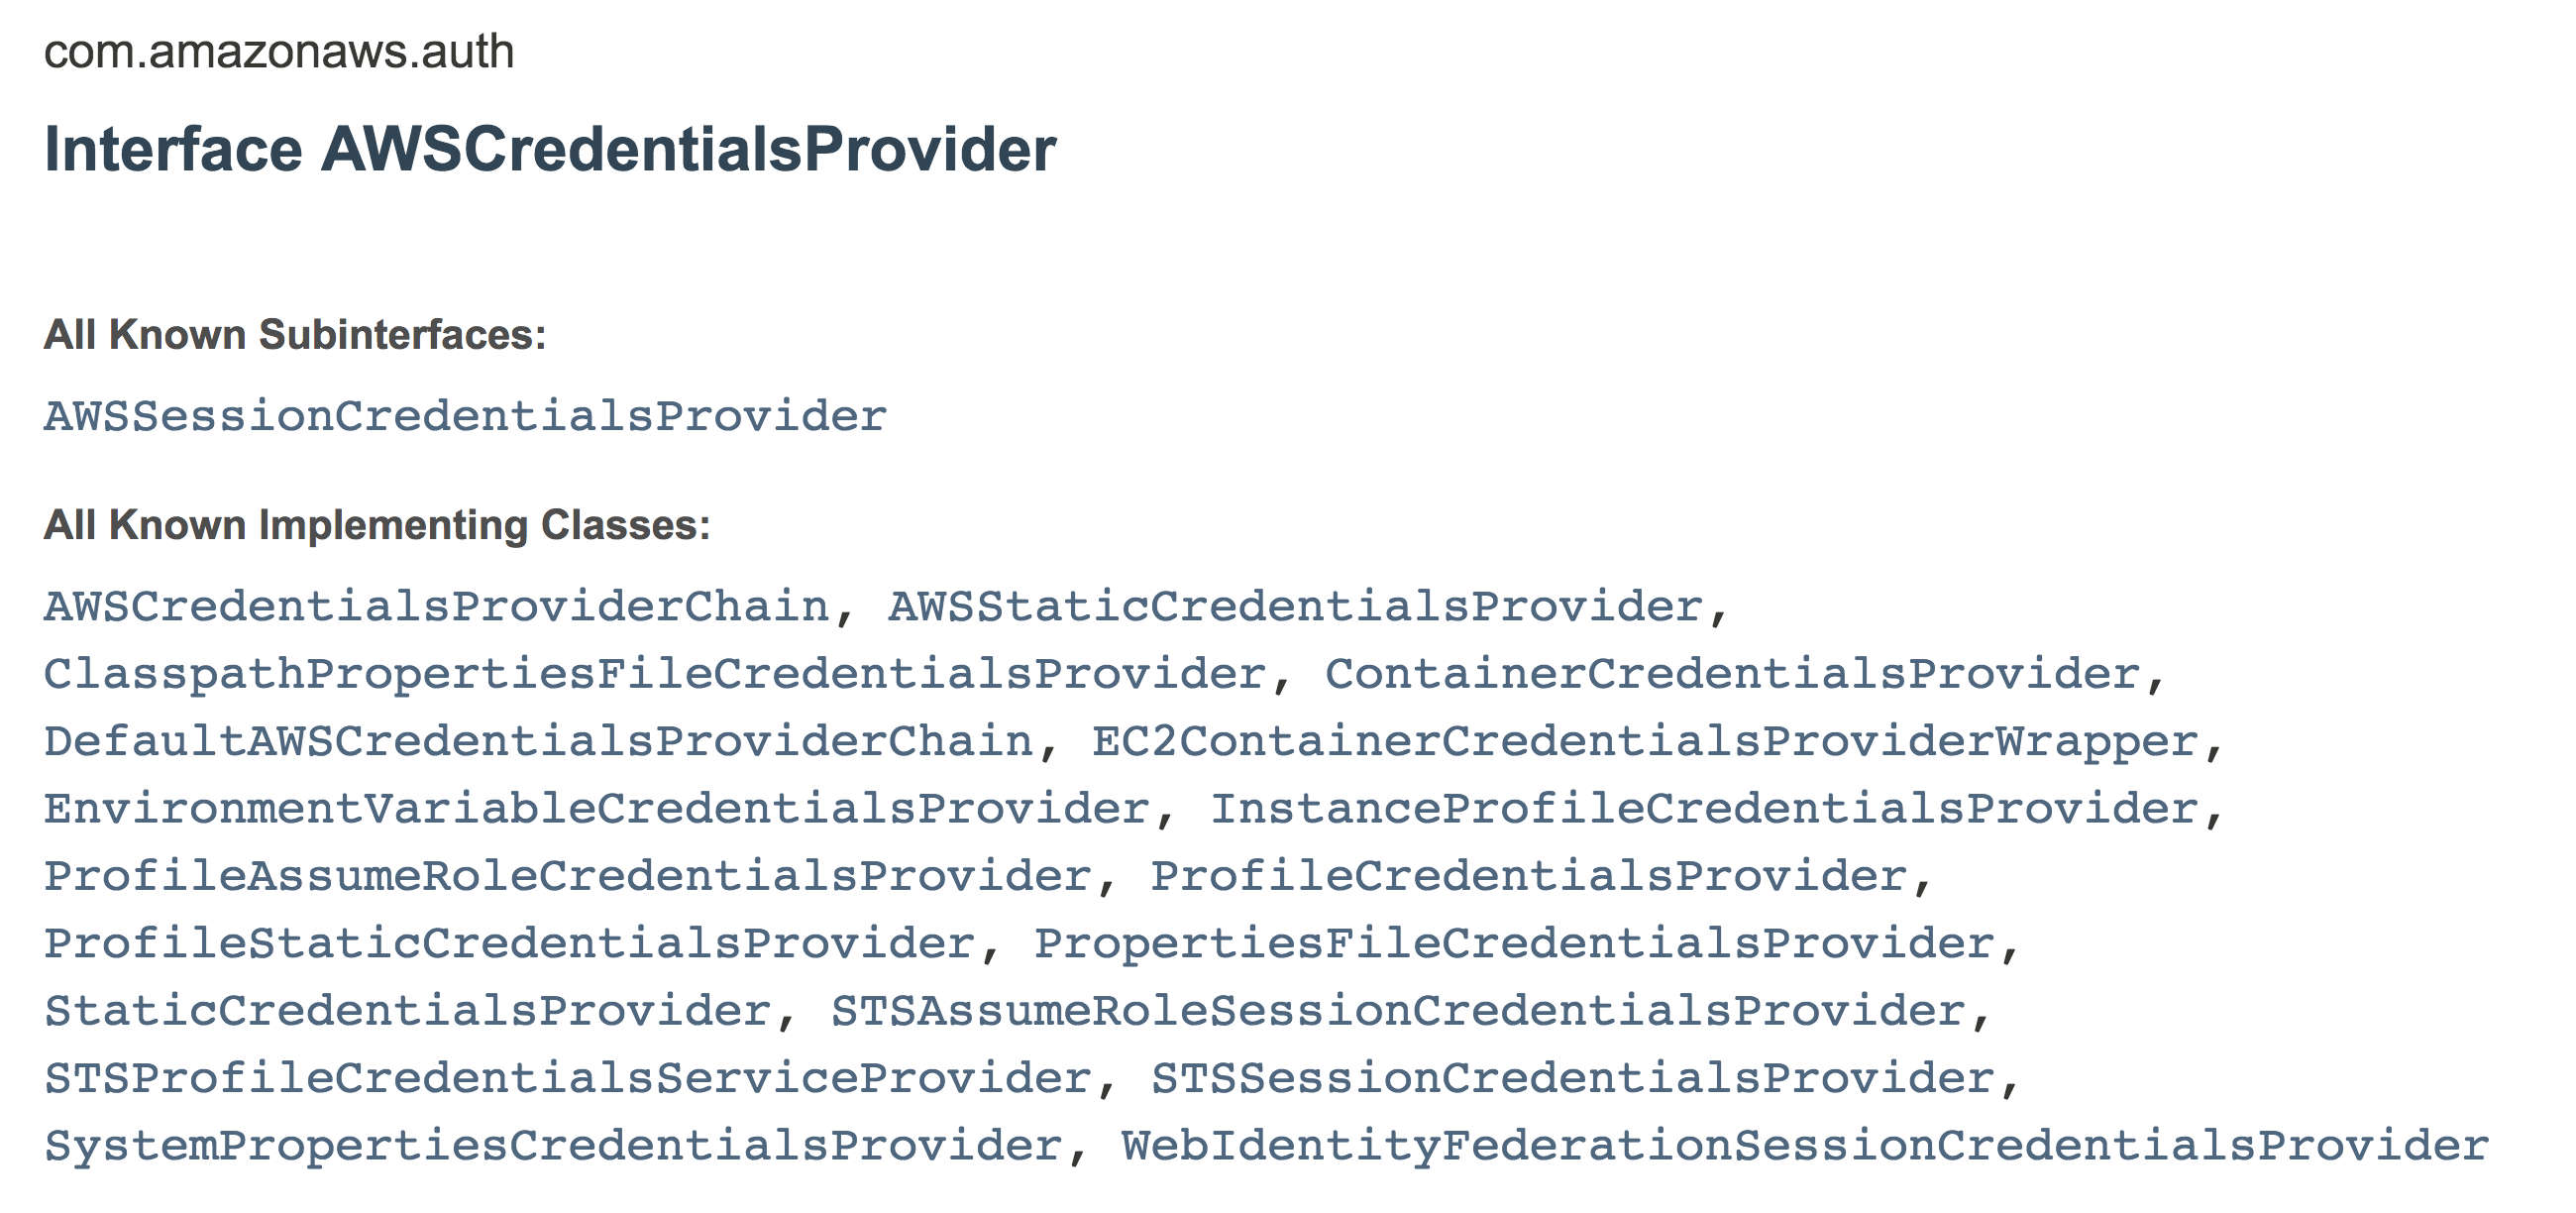 com.amazonaws.auth
Interface AWSCredentialsProvider
All Known Subinterfaces:
AWSSessionCredentialsProvider
All Known Implementing Classes:
AWSCredentialsProviderChain, AWSStaticCredentialsProvider,
ClasspathPropertiesFileCredentialsProvider, ContainerCredentialsProvider,
DefaultAWSCredentialsProviderChain, EC2ContainerCredentialsProviderWrapper,
EnvironmentVariableCredentialsProvider, InstanceProfileCredentialsProvider,
ProfileAssumeRoleCredentialsProvider, ProfileCredentialsProvider,
ProfileStaticCredentialsProvider, PropertiesFileCredentialsProvider,
StaticCredentialsProvider, STSAssumeRoleSessionCredentialsProvider,
STSProfileCredentialsServiceProvider, STSSessionCredentialsProvider,
SystemPropertiesCredentialsProvider, WebIdentityFederationSessionCredentialsProvider